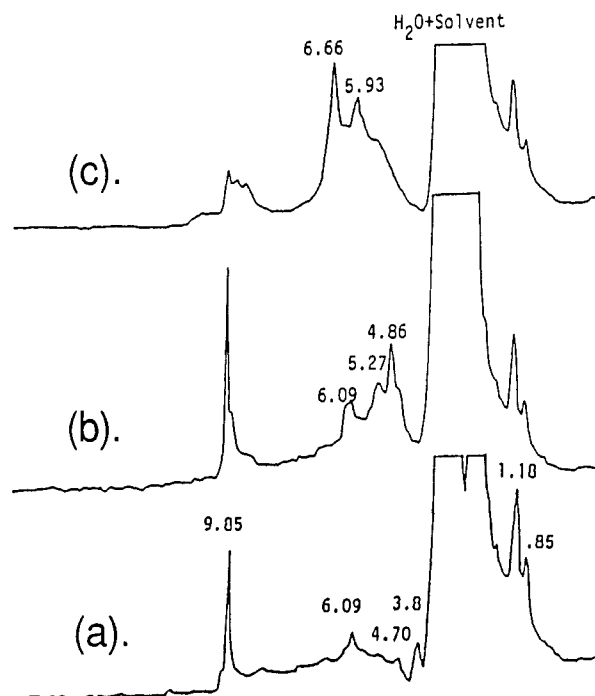 H₂O+Solvent
6.66
5.93
(c).
4.86
5.27
6.09
(b).
1.18
9.85
.85
6.09
3.8
4.70
(a).